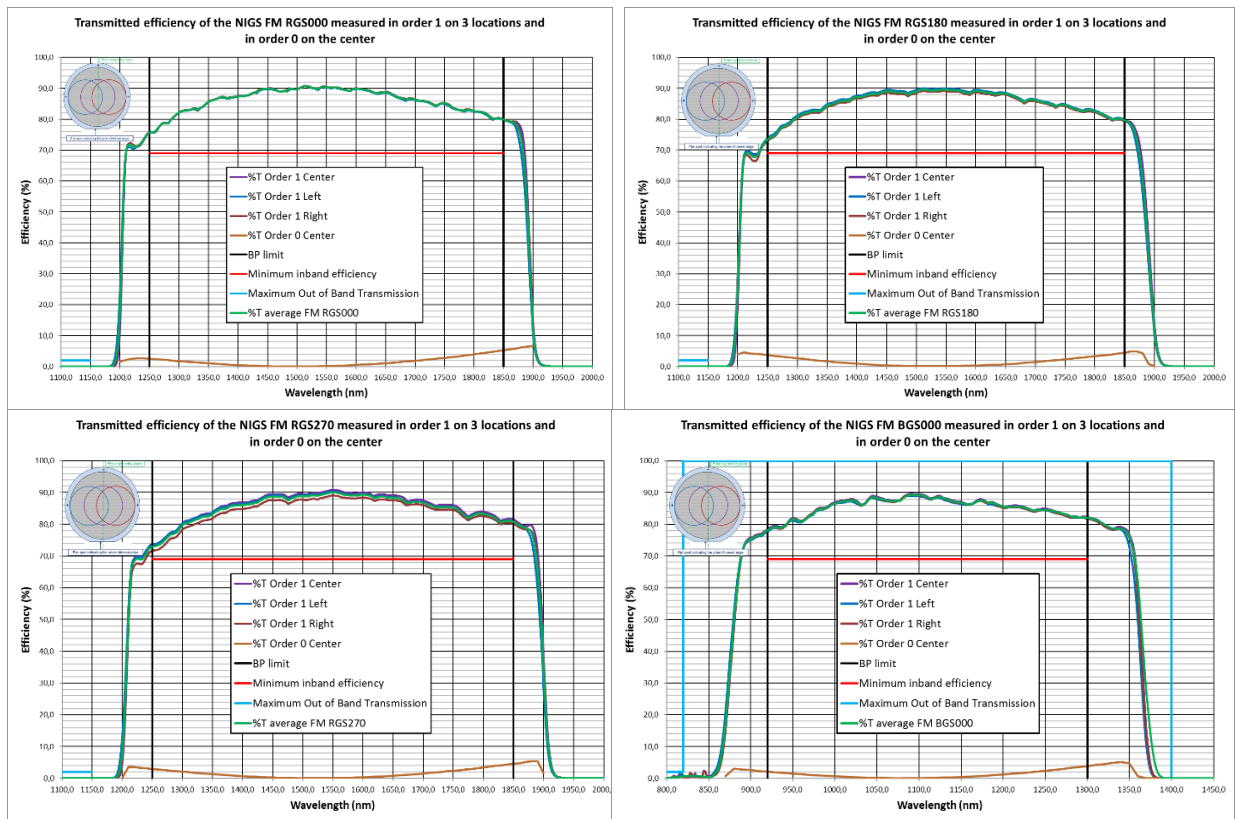 Transmitted efficiency of the NIGS FM RGS000 measured in order 1 on 3 locations and
in order 0 on the center
100,0
90,0
80,0
70,0
60,0
50,0
40,0
30,0
20,0
10,0
0,0
Efficiency (%)
%T Order 1 Center
%T Order 1 Left
%T Order 1 Right
%T Order 0 Center
BP limit
Minimum inband efficiency
Maximum Out of Band Transmission
%T average FM RGS000
1100,0 1150,0 1200,0 1250,0 1300,0 1350,0 1400,0 1450,0 1500,0 1550,0 1600,0 1650,0 1700,0 1750,0 1800,0 1850,0 1900,0 1950,0 2000,0
Wavelength (nm)
Transmitted efficiency of the NIGS FM RGS180 measured in order 1 on 3 locations and
in order 0 on the center
100,0
90,0
80,0
70,0
60,0
50,0
40,0
30,0
20,0
10,0
0,0
Efficiency (%)
%T Order 1 Center
%T Order 1 Left
%T Order 1 Right
%T Order 0 Center
BP limit
Minimum inband efficiency
Maximum Out of Band Transmission
%T average FM RGS180
1100,0 1150,0 1200,0 1250,0 1300,0 1350,0 1400,0 1450,0 1500,0 1550,0 1600,0 1650,0 1700,0 1750,0 1800,0 1850,0 1900,0 1950,0 2000,0
Wavelength (nm)
Transmitted efficiency of the NIGS FM RGS270 measured in order 1 on 3 locations and
in order 0 on the center
100,0
90,0
80,0
70,0
60,0
50,0
40,0
30,0
20,0
10,0
0,0
Efficiency (%)
%T Order 1 Center
%T Order 1 Left
%T Order 1 Right
%T Order 0 Center
BP limit
Minimum inband efficiency
Maximum Out of Band Transmission
%T average FM RGS270
1100,0 1150,0 1200,0 1250,0 1300,0 1350,0 1400,0 1450,0 1500,0 1550,0 1600,0 1650,0 1700,0 1750,0 1800,0 1850,0 1900,0 1950,0 2000,0
Wavelength (nm)
Transmitted efficiency of the NIGS FM BGS000 measured in order 1 on 3 locations and
in order 0 on the center
100,0
90,0
80,0
70,0
60,0
50,0
40,0
30,0
20,0
10,0
0,0
Efficiency (%)
%T Order 1 Center
%T Order 1 Left
%T Order 1 Right
%T Order 0 Center
BP limit
Minimum inband efficiency
Maximum Out of Band Transmission
%T average FM BGS000
800,0 850,0 900,0 950,0 1000,0 1050,0 1100,0 1150,0 1200,0 1250,0 1300,0 1350,0 1400,0 1450,0
Wavelength (nm)